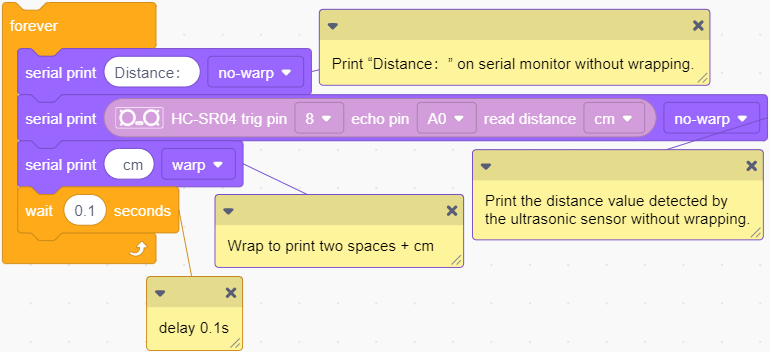 forever
serial print Distance： no-warp
Print “Distance： ” on serial monitor without wrapping.
serial print HC-SR04 trig pin 8 echo pin A0 read distance cm no-warp
serial print cm warp
Print the distance value detected by
the ultrasonic sensor without wrapping.
wait 0.1 seconds
Wrap to print two spaces + cm
delay 0.1s